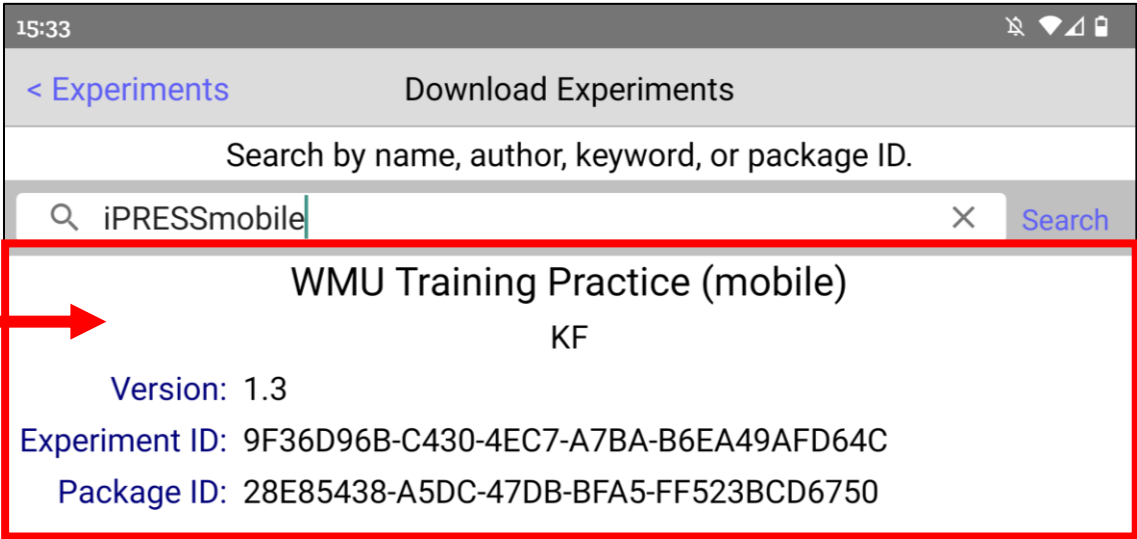 15:33
< Experiments Download Experiments
Search by name, author, keyword, or package ID.
iPRESSmobile Search
WMU Training Practice (mobile)
KF
Version: 1.3
Experiment ID: 9F36D96B-C430-4EC7-A7BA-B6EA49AFD64C
Package ID: 28E85438-A5DC-47DB-BFA5-FF523BCD6750